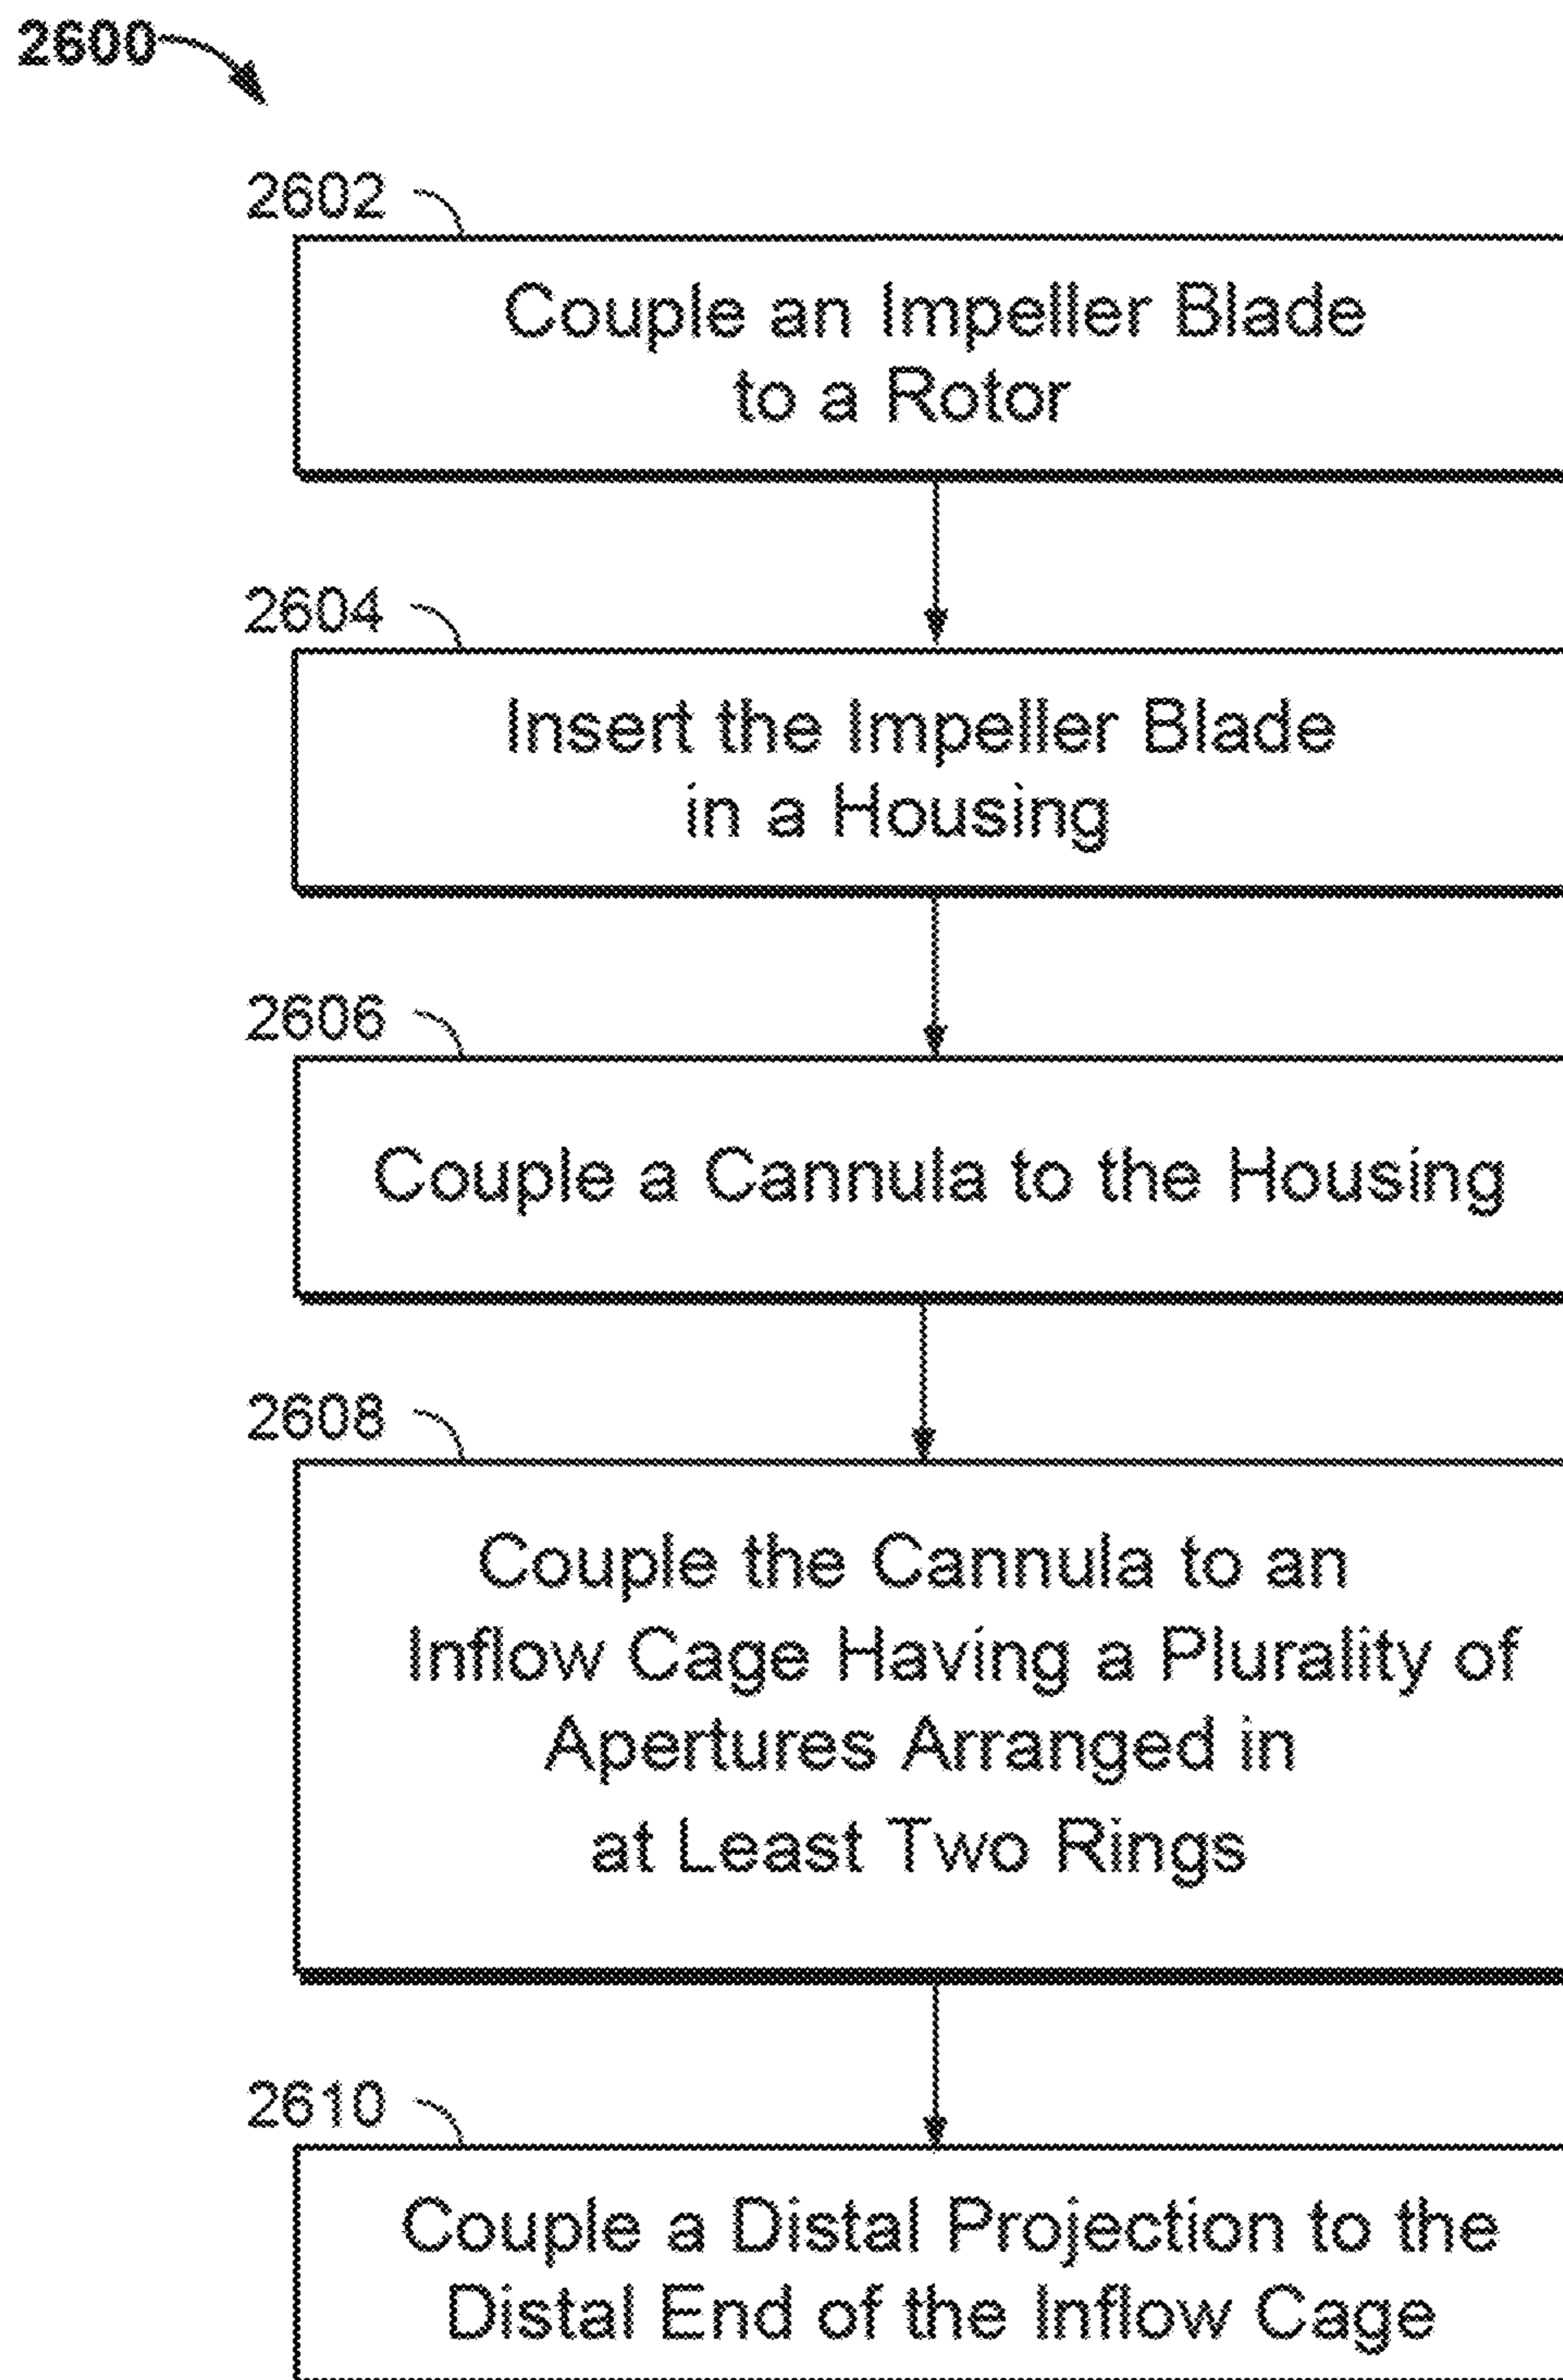 2600
2602
Couple an Impeller Blade
to a Rotor
2604
Insert the Impeller Blade
in a Housing
2606
Couple a Cannula to the Housing
2608
Couple the Cannula to an
Inflow Cage Having a Plurality of
Apertures Arranged in
at Least Two Rings
2610
Couple a Distal Projection to the
Distal End of the Inflow Cage